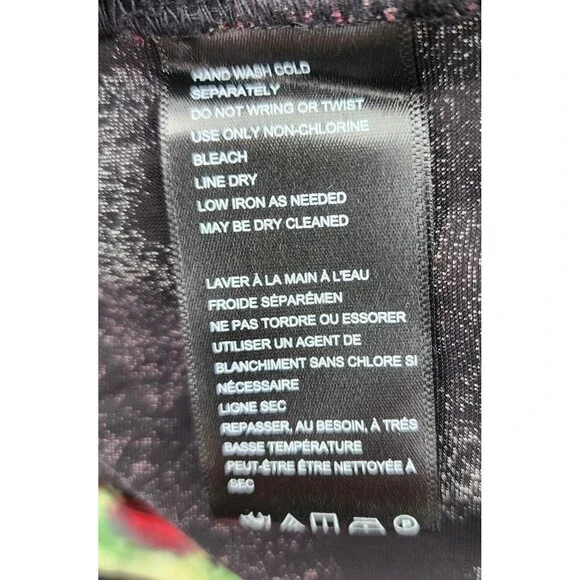 HAND WASH COLD
SEPARATELY
DO NOT WRING OR TWIST
USE ONLY NON-CHLORINE
BLEACH
LINE DRY
LOW IRON AS NEEDED
MAY BE DRY CLEANED
LAVER À LA MAIN À L'EAU
FROIDE SÉPARÉMEN
NE PAS TORDRE OU ESSORER
UTILISER UN AGENT DE
BLANCHIMENT SANS CHLORE SI
NÉCESSAIRE
LIGNE SEC
REPASSER, AU BESOIN, À TRÉS
BASSE TEMPÉRATURE
PEUT-ÊTRE ÊTRE NETTOYÉE À
SEC